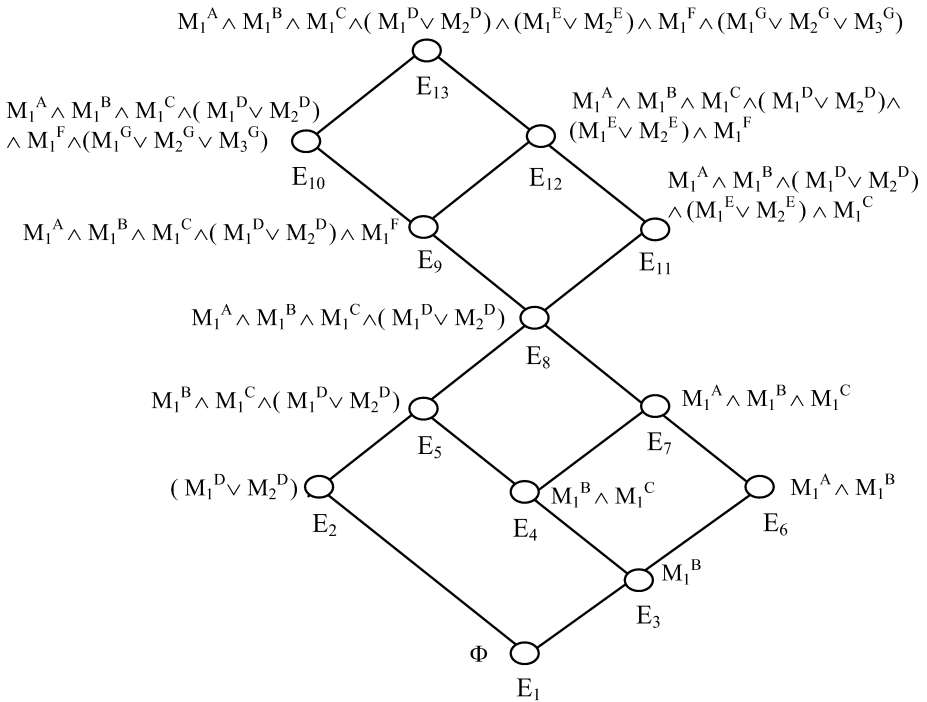 M₁ᴬ ∧ M₁ᴮ ∧ M₁ᶜ ∧ ( M₁ᴰ ∨ M₂ᴰ ) ∧ (M₁ᴱ ∨ M₂ᴱ ) ∧ M₁ꟳ ∧ (M₁ᴳ ∨ M₂ᴳ ∨ M₃ᴳ )
E₁₃
M₁ᴬ ∧ M₁ᴮ ∧ M₁ᶜ ∧ ( M₁ᴰ ∨ M₂ᴰ )
∧ M₁ꟳ ∧(M₁ᴳ ∨ M₂ᴳ ∨ M₃ᴳ )
E₁₀
M₁ᴬ ∧ M₁ᴮ ∧ M₁ᶜ ∧ ( M₁ᴰ ∨ M₂ᴰ ) ∧
(M₁ᴱ ∨ M₂ᴱ ) ∧ M₁ꟳ
E₁₂
M₁ᴬ ∧ M₁ᴮ ∧ ( M₁ᴰ ∨ M₂ᴰ )
∧ (M₁ᴱ ∨ M₂ᴱ ) ∧ M₁ᶜ
E₁₁
M₁ᴬ ∧ M₁ᴮ ∧ M₁ᶜ ∧ ( M₁ᴰ ∨ M₂ᴰ ) ∧ M₁ꟳ
E₉
M₁ᴬ ∧ M₁ᴮ ∧ M₁ᶜ ∧ ( M₁ᴰ ∨ M₂ᴰ )
E₈
M₁ᴮ ∧ M₁ᶜ ∧ ( M₁ᴰ ∨ M₂ᴰ )
E₅
M₁ᴬ ∧ M₁ᴮ ∧ M₁ᶜ
E₇
( M₁ᴰ ∨ M₂ᴰ )
E₂
M₁ᴮ ∧ M₁ᶜ
E₄
M₁ᴬ ∧ M₁ᴮ
E₆
M₁ᴮ
E₃
Φ
E₁